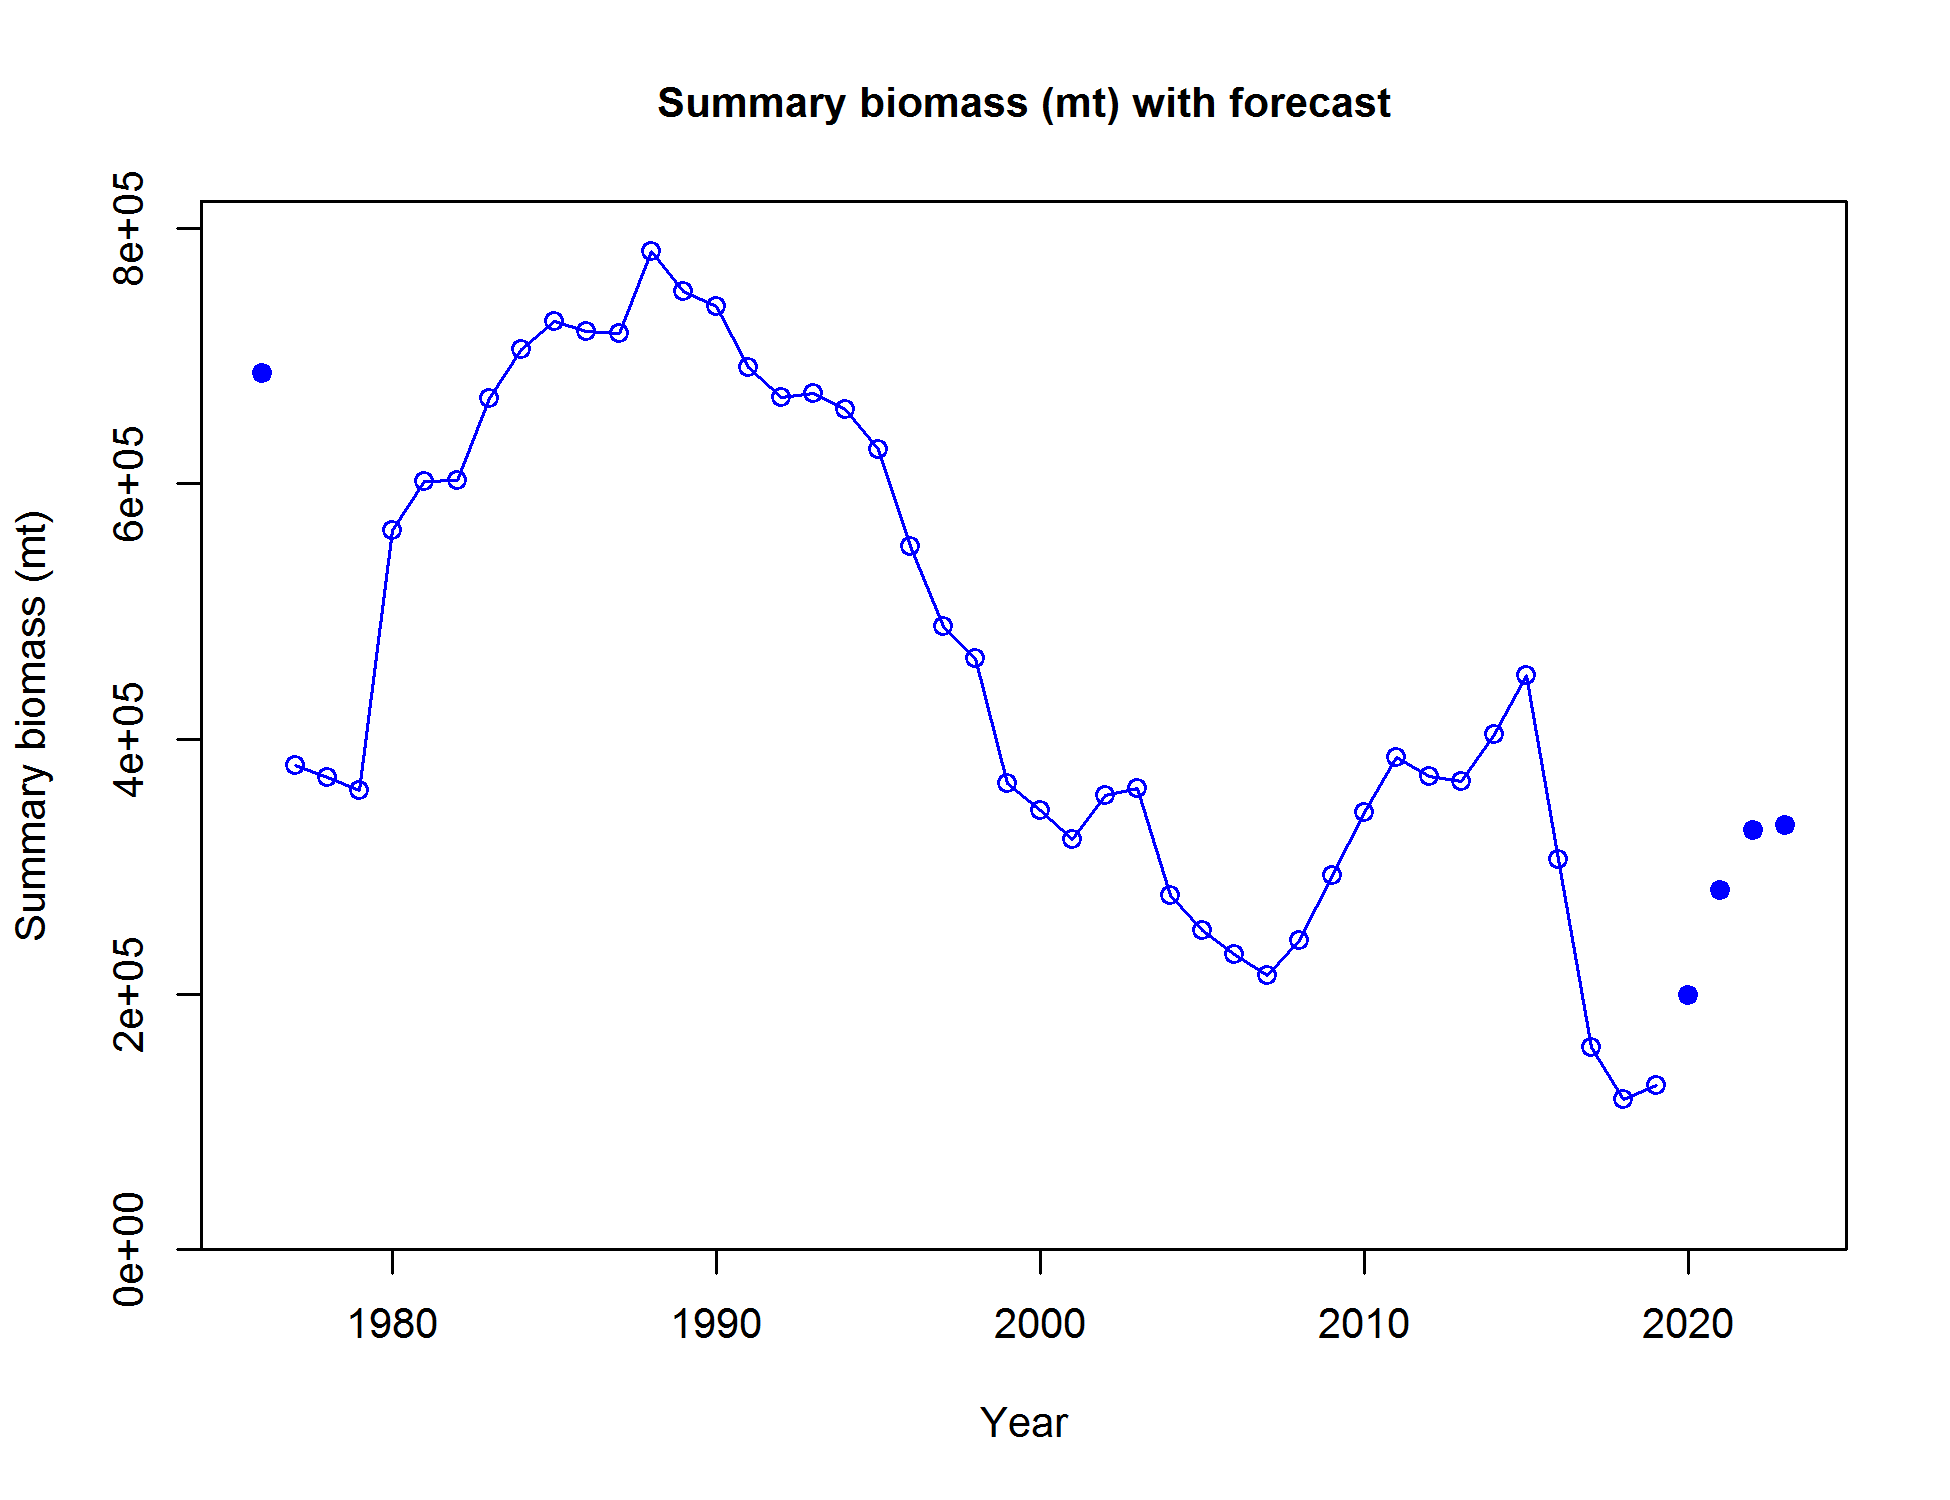 Summary biomass (mt) with forecast
Summary biomass (mt)
8e+05
6e+05
4e+05
2e+05
0e+00
1980
1990
2000
2010
2020
Year